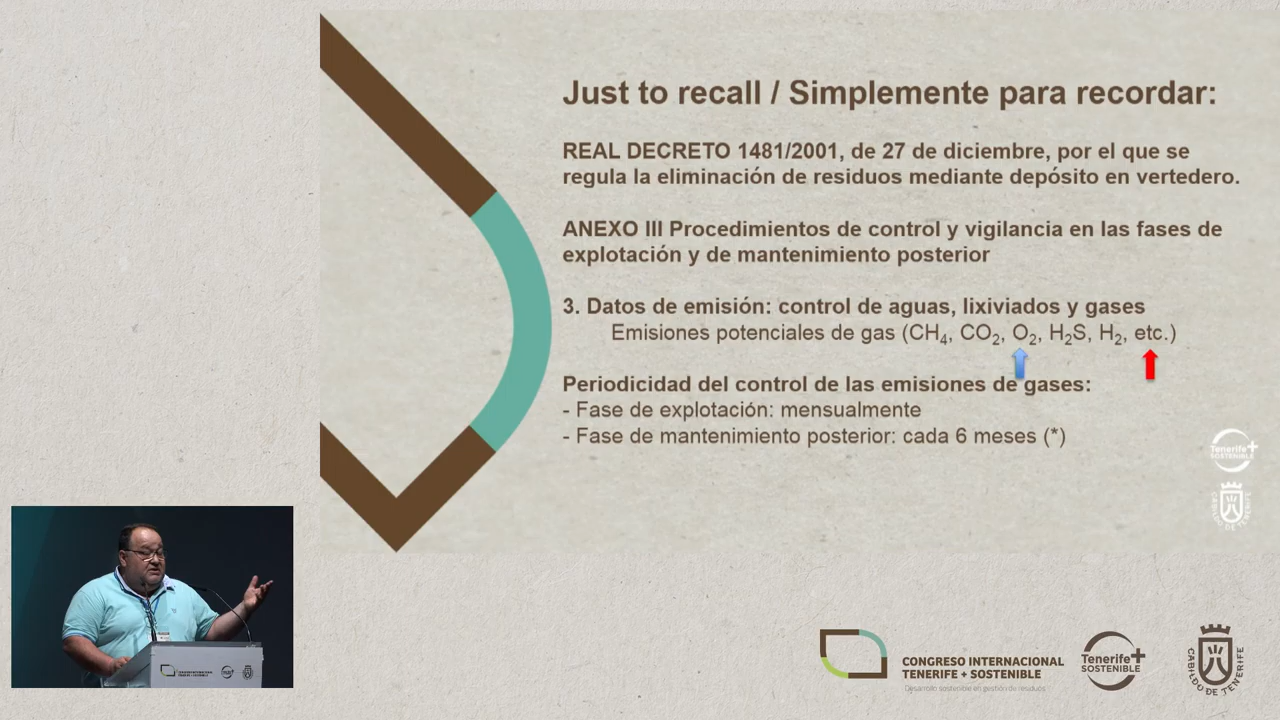 Just to recall / Simplemente para recordar:
REAL DECRETO 1481/2001, de 27 de diciembre, por el que se
regula la eliminación de residuos mediante depósito en vertedero.
ANEXO III Procedimientos de control y vigilancia en las fases de
explotación y de mantenimiento posterior
3. Datos de emisión: control de aguas, lixiviados y gases
Emisiones potenciales de gas (CH4, CO2, O2, H2S, H2, etc.)
Periodicidad del control de las emisiones de gases:
- Fase de explotación: mensualmente
- Fase de mantenimiento posterior: cada 6 meses (*)
Tenerife+
SOSTENIBLE
CABILDO DE TENERIFE
CONGRESO INTERNACIONAL
TENERIFE + SOSTENIBLE
Desarrollo sostenible en gestión de residuos
Tenerife+
SOSTENIBLE
CABILDO DE TENERIFE